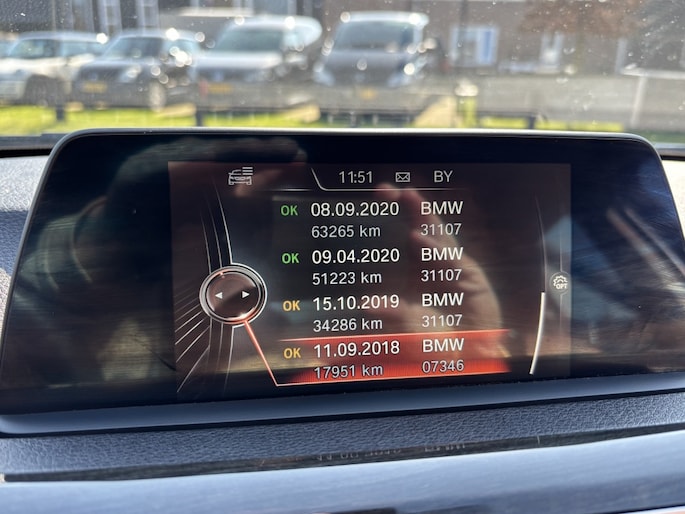 11:51 BY
OK 08.09.2020 BMW
63265 km 31107
OK 09.04.2020 BMW
51223 km 31107
OK 15.10.2019 BMW
34286 km 31107
OK 11.09.2018 BMW
17951 km 07346
OPT